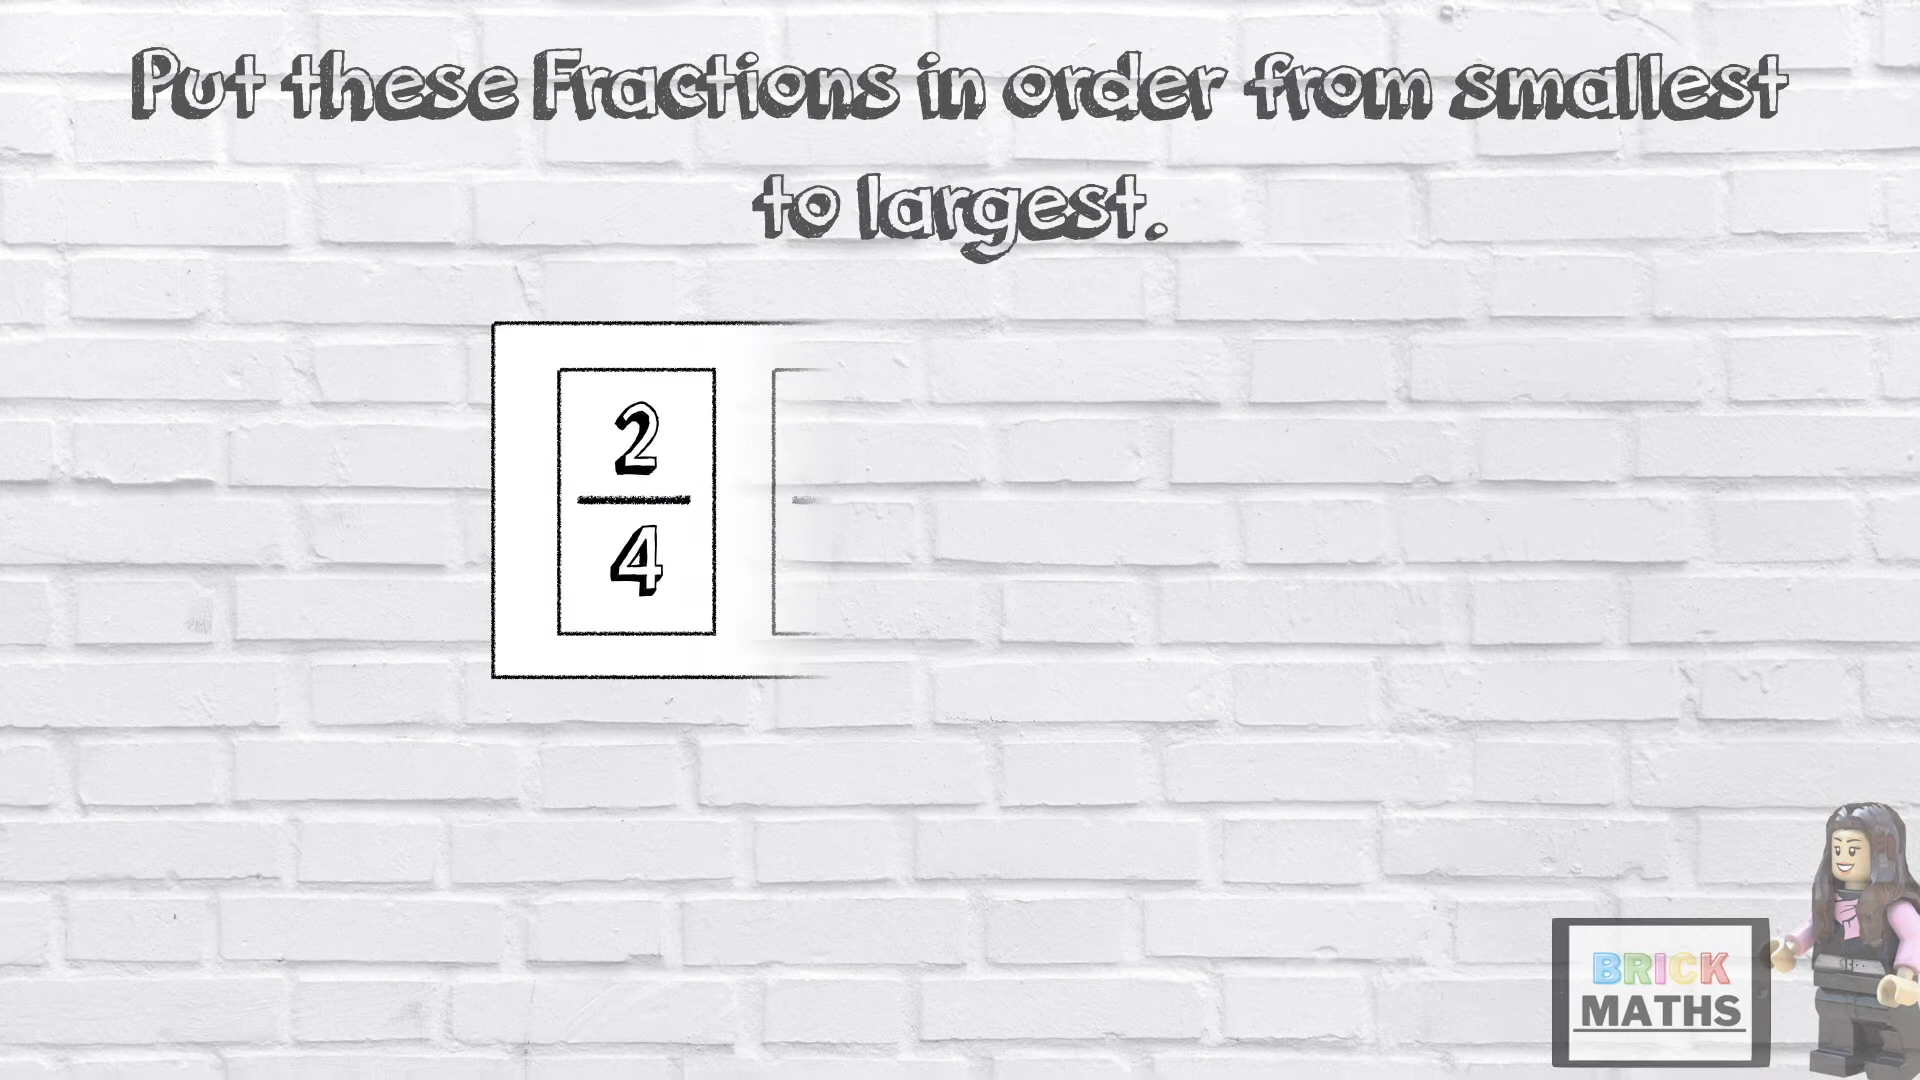 Put these Fractions in order from smallest
to largest.
2
4
BRICK
MATHS